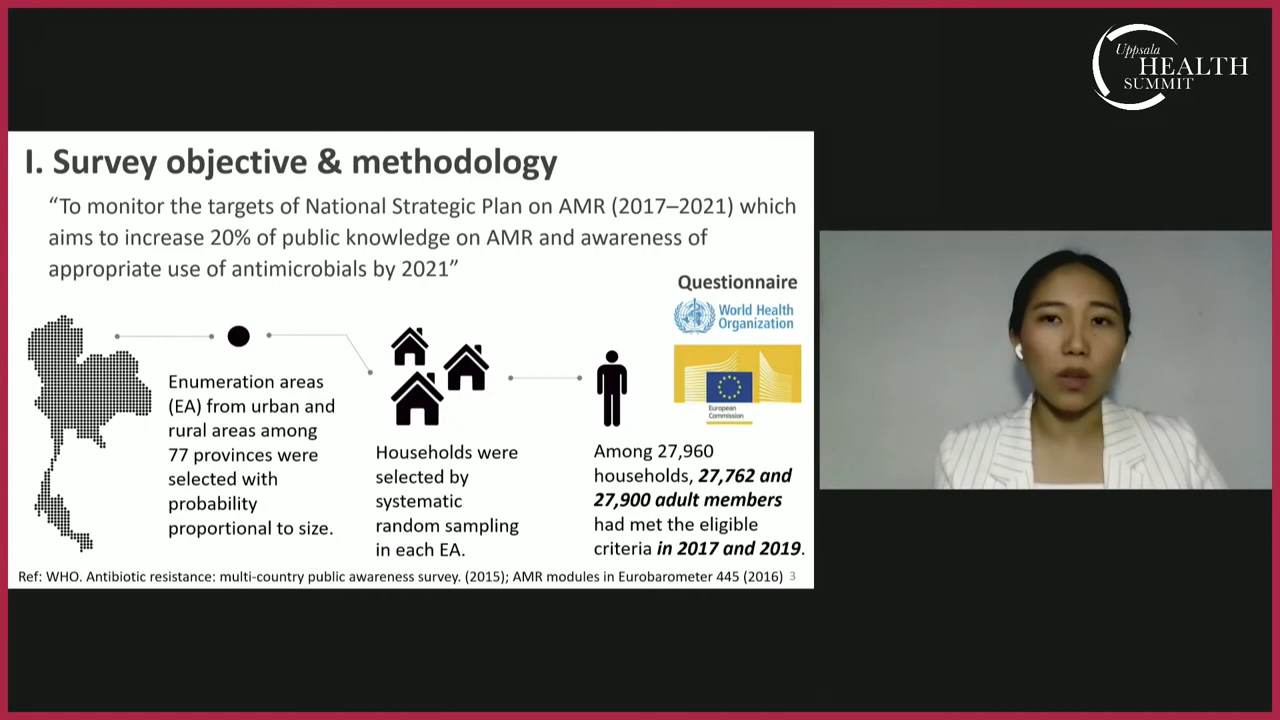 Uppsala
HEALTH
SUMMIT
I. Survey objective & methodology
“To monitor the targets of National Strategic Plan on AMR (2017–2021) which
aims to increase 20% of public knowledge on AMR and awareness of
appropriate use of antimicrobials by 2021”
Questionnaire
World Health
Organization
European
Commission
Enumeration areas
(EA) from urban and
rural areas among
77 provinces were
selected with
probability
proportional to size.
Households were
selected by
systematic
random sampling
in each EA.
Among 27,960
households, 27,762 and
27,900 adult members
had met the eligible
criteria in 2017 and 2019.
Ref: WHO. Antibiotic resistance: multi-country public awareness survey. (2015); AMR modules in Eurobarometer 445 (2016) 3